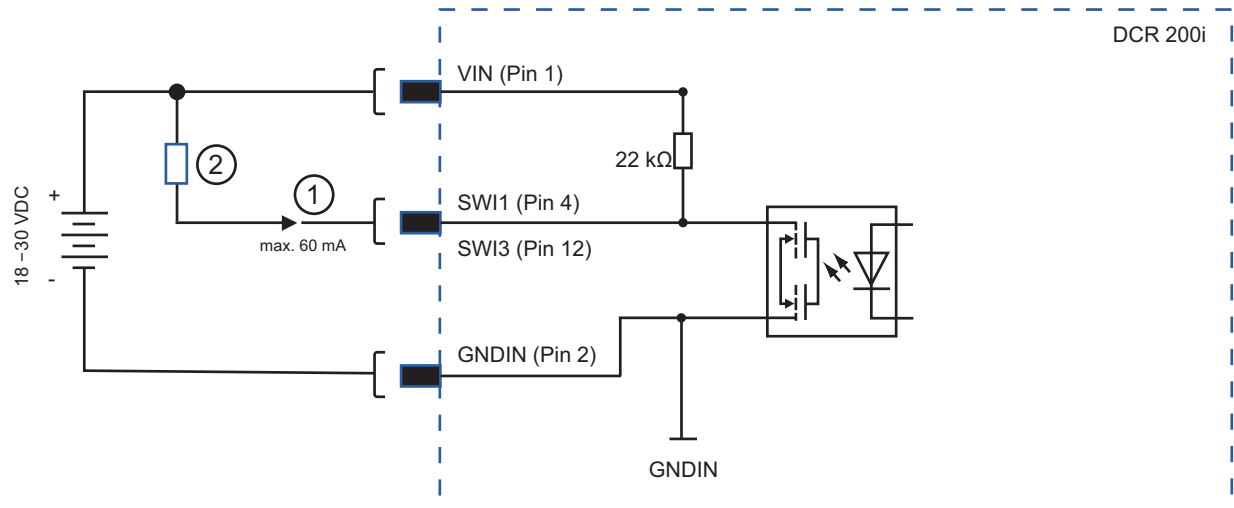 DCR 200i
VIN (Pin 1)
22 kΩ
2
1
SWI1 (Pin 4)
max. 60 mA
SWI3 (Pin 12)
+
18 –30 VDC
-
GNDIN (Pin 2)
GNDIN